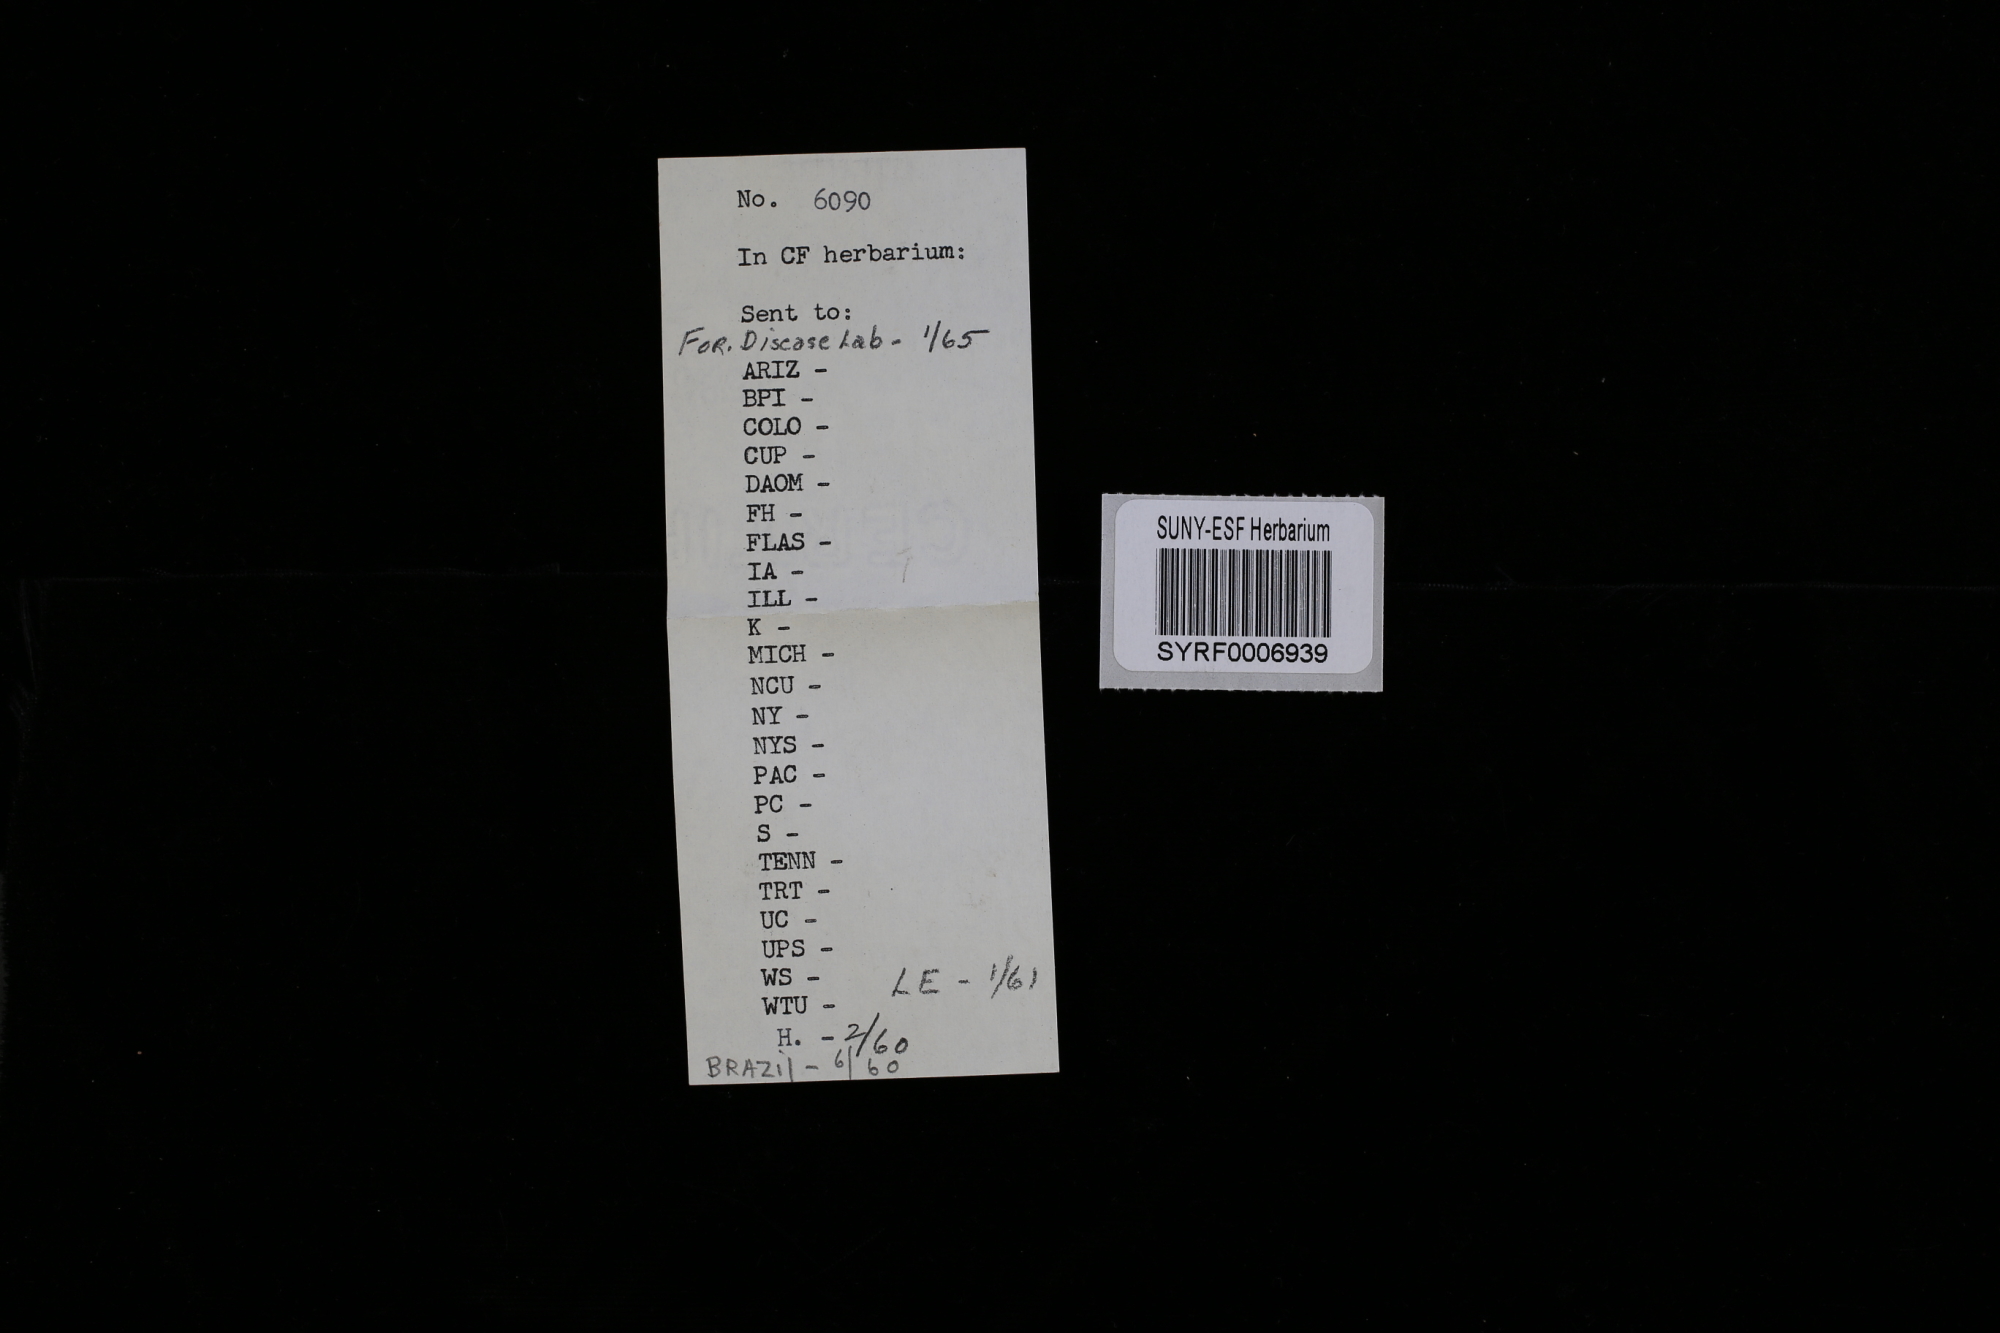 No. 6090
In CF herbarium:
Sent to:
FOR. Disease Lab - 1/65
ARIZ -
BPI -
COLO -
CUP -
DAOM -
FH -
FLAS -
IA -
ILL -
K -
MICH -
NCU -
NY -
NYS -
PAC -
PC -
S -
TENN -
TRT -
UC -
UPS -
WS -
LE - 1/61
WTU -
H. - 2/60
BRAZil - 6/60
SUNY-ESF Herbarium
SYRF0006939